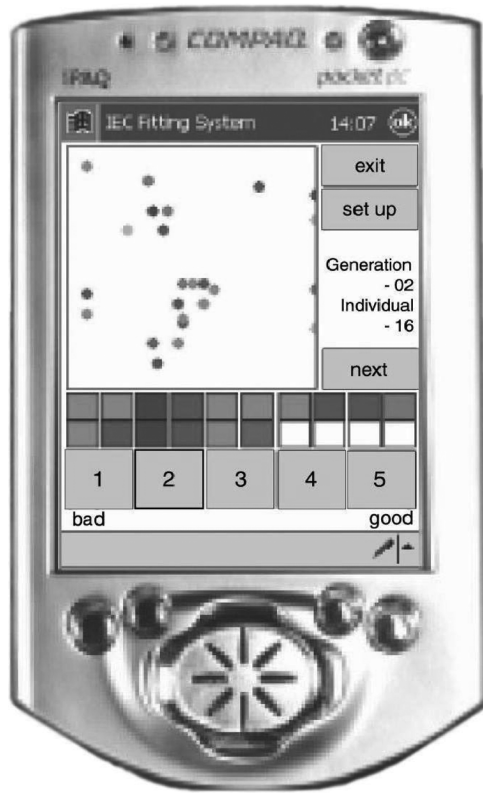 COMPAQ
iPAQ
pocket pc
IEC Fitting System 14:07 ok
exit
set up
Generation
- 02
Individual
- 16
next
1 2 3 4 5
bad good